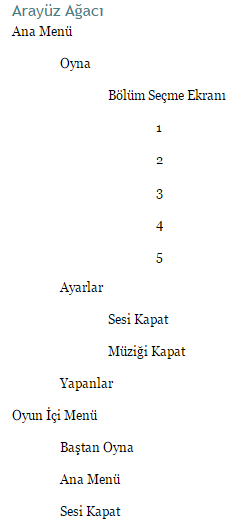 Arayüz Ağacı
Ana Menü
Oyna
Bölüm Seçme Ekranı
1
2
3
4
5
Ayarlar
Sesi Kapat
Müziği Kapat
Yapanlar
Oyun İçi Menü
Baştan Oyna
Ana Menü
Sesi Kapat